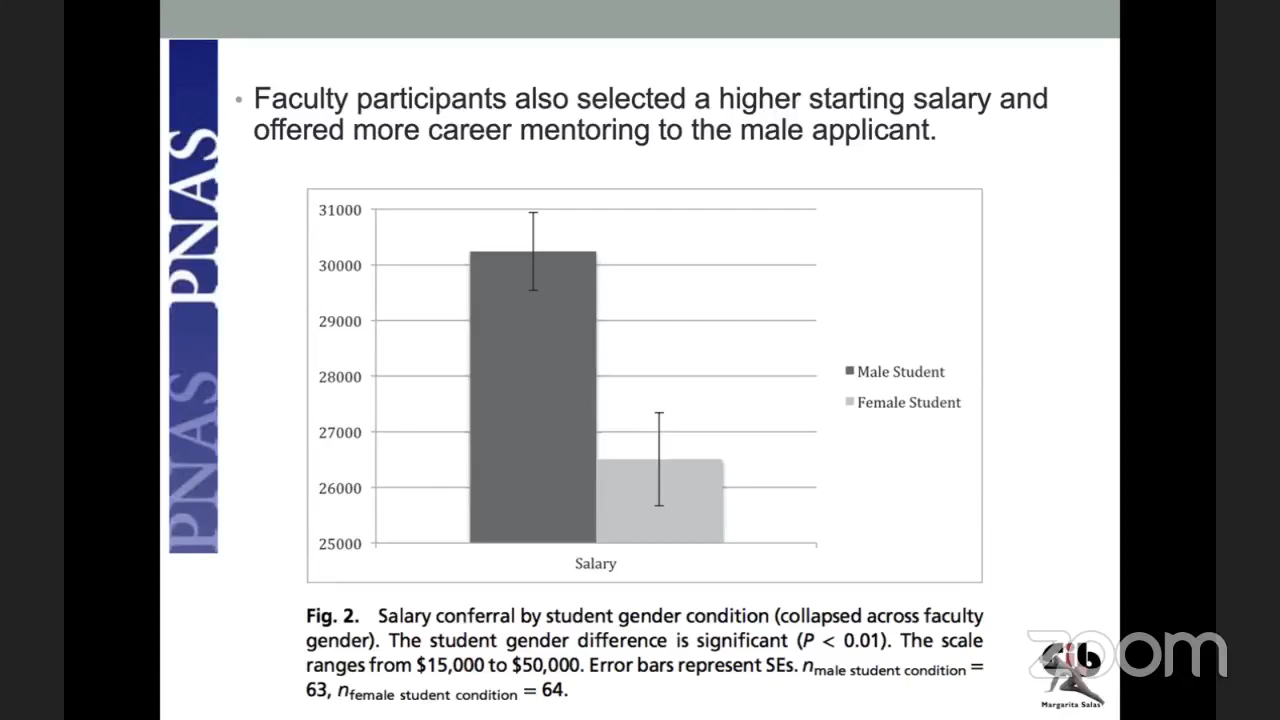 • Faculty participants also selected a higher starting salary and
offered more career mentoring to the male applicant.
PNAS
PNAS
31000
30000
29000
28000
27000
26000
25000
Salary
Male Student
Female Student
Fig. 2. Salary conferral by student gender condition (collapsed across faculty
gender). The student gender difference is significant (P < 0.01). The scale
ranges from $15,000 to $50,000. Error bars represent SEs. nmale student condition =
63, nfemale student condition = 64.
zoom
Margarita Salas